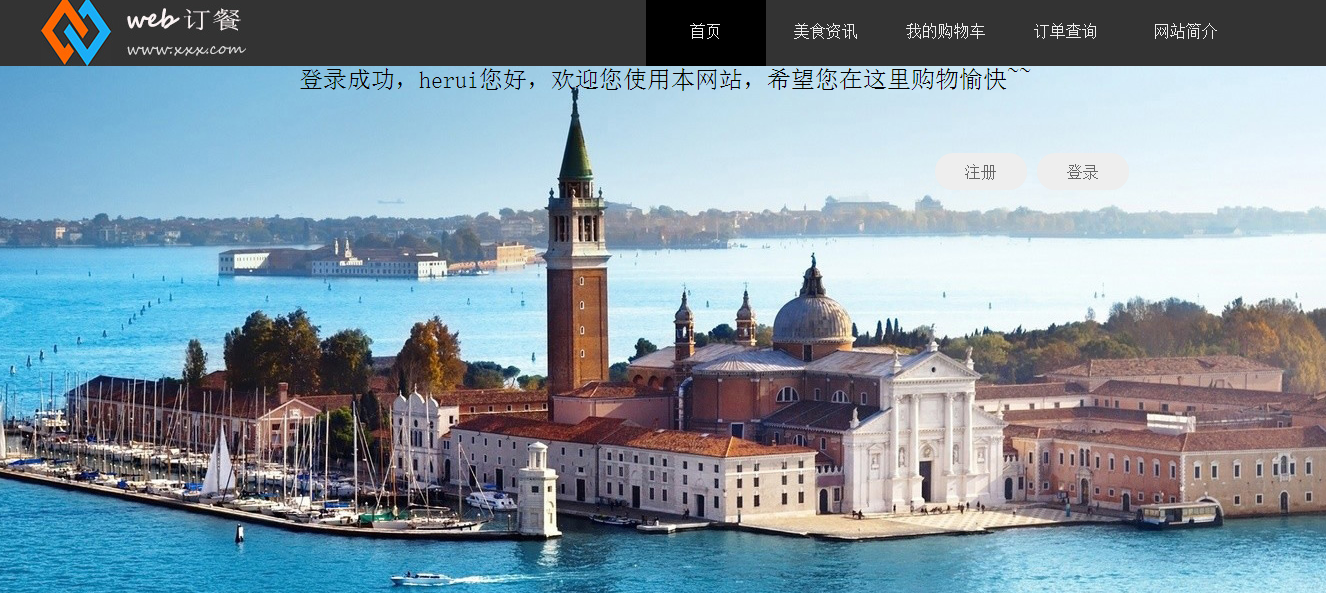 web 订餐
www.xxx.com
首页 美食资讯 我的购物车 订单查询 网站简介
登录成功，herui您好，欢迎您使用本网站，希望您在这里购物愉快~~
注册 登录